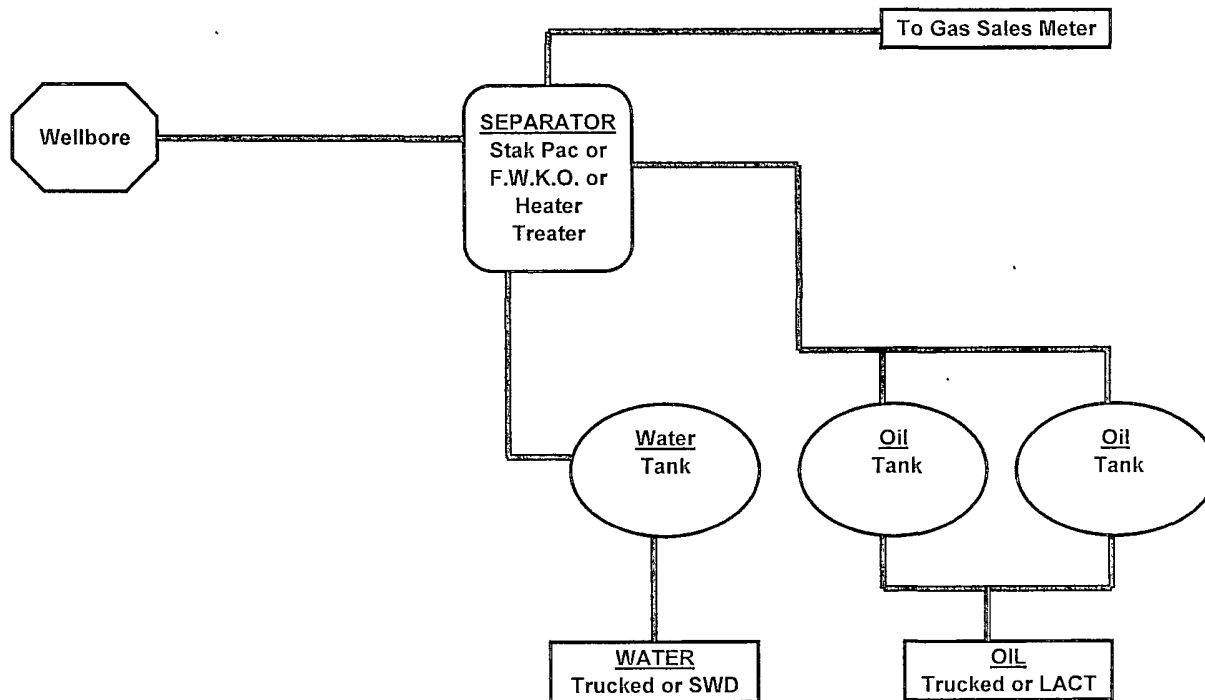 To Gas Sales Meter
Wellbore
SEPARATOR
Stak Pac or
F.W.K.O. or
Heater
Treater
Water
Tank
Oil
Tank
Oil
Tank
WATER
Trucked or SWD
OIL
Trucked or LACT